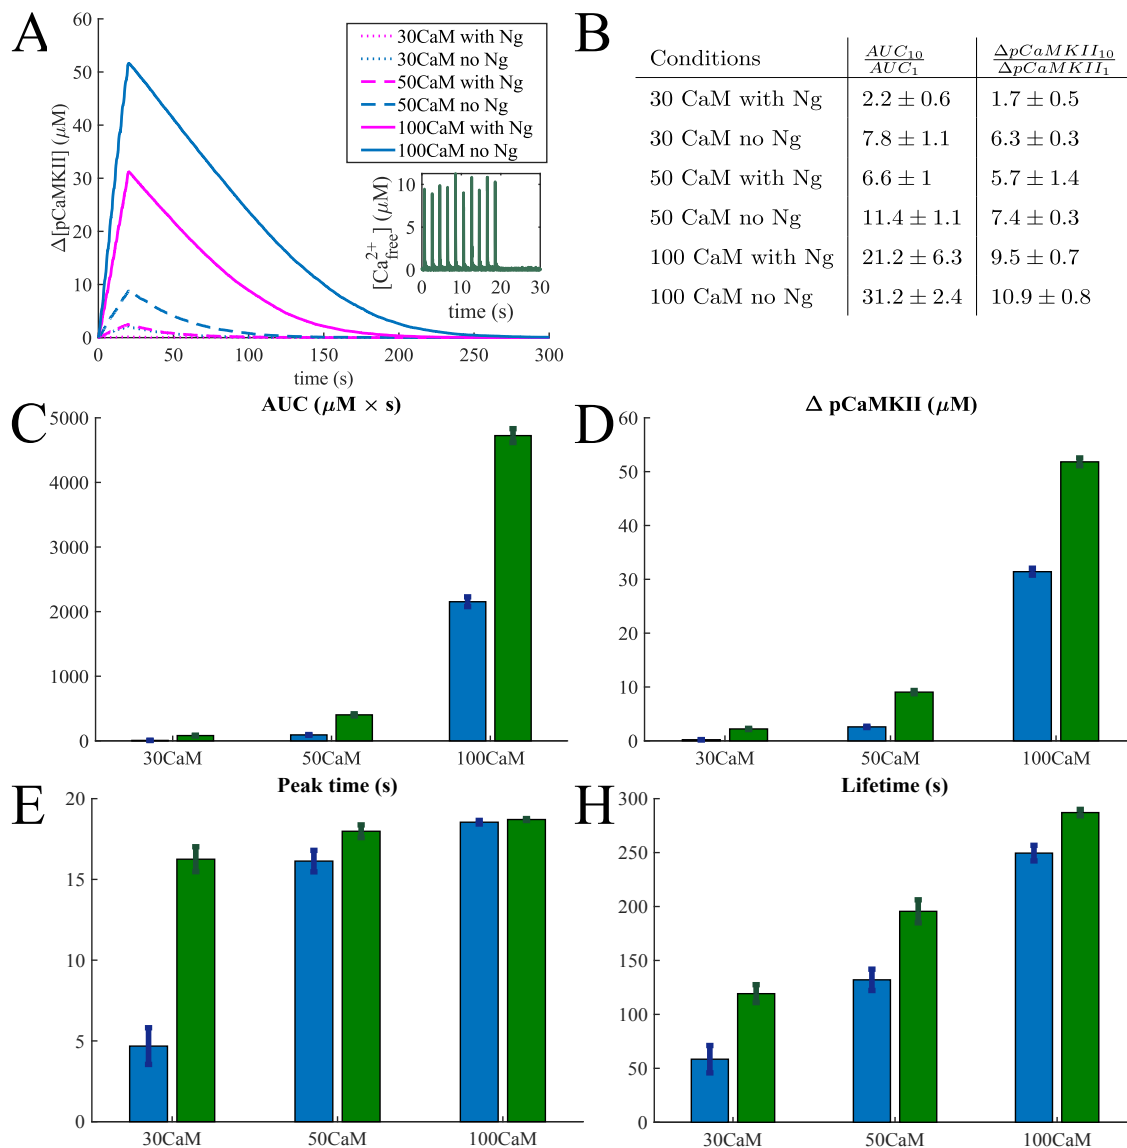 A
60
50
40
30
20
10
0
0 50 100 150 200 250 300
time (s)
Δ[pCaMKII] (μM)
30CaM with Ng
30CaM no Ng
50CaM with Ng
50CaM no Ng
100CaM with Ng
100CaM no Ng
[Ca²⁺free] (μM)
10
5
0
0 10 20 30
time (s)
B
Conditions AUC₁₀/AUC₁ ΔpCaMKII₁₀/ΔpCaMKII₁
30 CaM with Ng 2.2 ± 0.6 1.7 ± 0.5
30 CaM no Ng 7.8 ± 1.1 6.3 ± 0.3
50 CaM with Ng 6.6 ± 1 5.7 ± 1.4
50 CaM no Ng 11.4 ± 1.1 7.4 ± 0.3
100 CaM with Ng 21.2 ± 6.3 9.5 ± 0.7
100 CaM no Ng 31.2 ± 2.4 10.9 ± 0.8
C
AUC (μM × s)
5000
4000
3000
2000
1000
0
30CaM 50CaM 100CaM
D
Δ pCaMKII (μM)
60
50
40
30
20
10
0
30CaM 50CaM 100CaM
E
Peak time (s)
20
15
10
5
0
30CaM 50CaM 100CaM
H
Lifetime (s)
300
250
200
150
100
50
0
30CaM 50CaM 100CaM